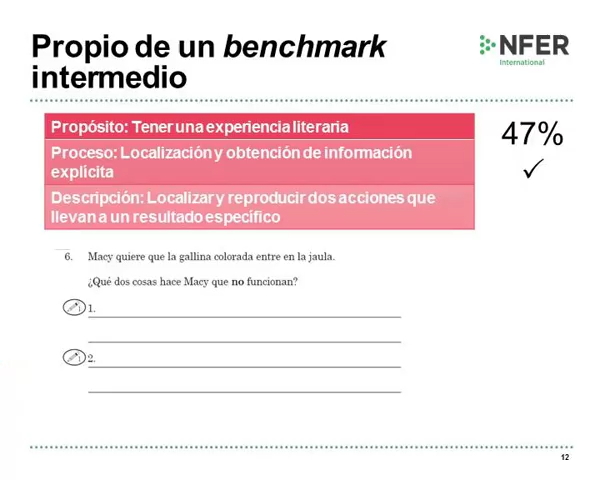 Propio de un benchmark
intermedio
NFER
International
Propósito: Tener una experiencia literaria
Proceso: Localización y obtención de información
explícita
Descripción: Localizar y reproducir dos acciones que
llevan a un resultado específico
47%
✓
6. Macy quiere que la gallina colorada entre en la jaula.
¿Qué dos cosas hace Macy que no funcionan?
1.
2.
12